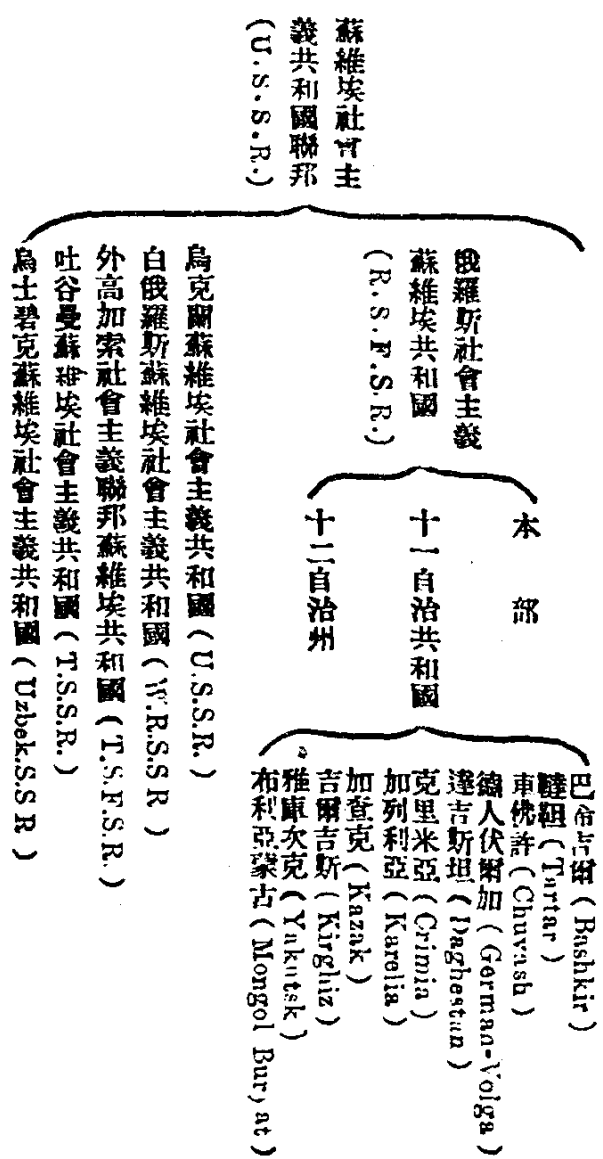 蘇維埃社會主
義共和國聯邦
(U.S.S.R.)
俄羅斯社會主義
蘇維埃共和國
(R.S.F.S.R.)
本部
十一自治共和國
巴希吉爾(Bashkir)
韃靼(Tartar)
車佛許(Chuvash)
德人伏爾加(German-Volga)
達吉斯坦(Daghestan)
克里米亞(Crimia)
加列利亞(Karelia)
加查克(Kazak)
吉爾吉斯(Kirghiz)
雅庫次克(Yakutsk)
布利亞蒙古(Mongol Buryat)
十二自治州
烏克蘭蘇維埃社會主義共和國(U.S.S.R.)
白俄羅斯蘇維埃社會主義共和國(W.R.S.S.R)
外高加索社會主義聯邦蘇維埃共和國(T.S.F.S.R.)
吐谷曼蘇維埃社會主義共和國(T.S.S.R.)
烏士碧克蘇維埃社會主義共和國(Uzbek.S.S.R)